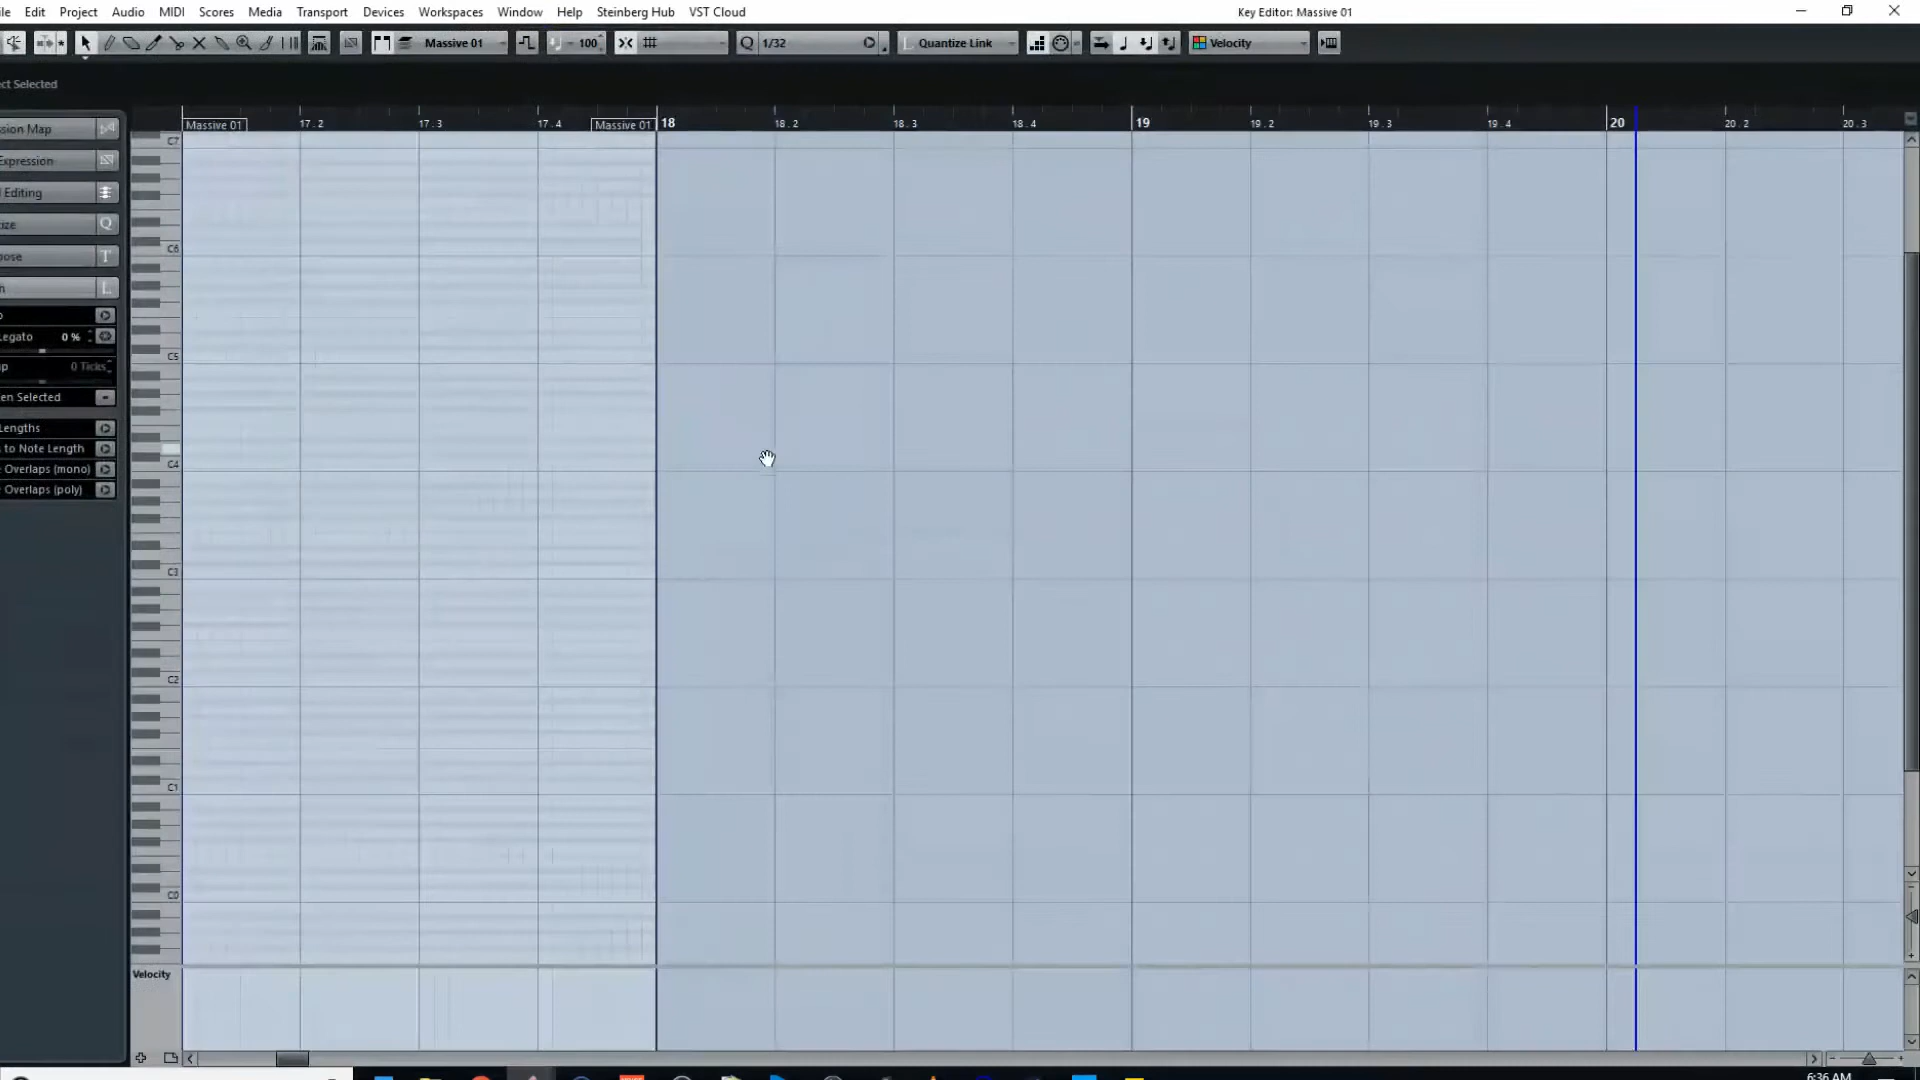 ile Edit Project Audio MIDI Scores Media Transport Devices Workspaces Window Help Steinberg Hub VST Cloud Key Editor: Massive 01
Massive 01 100 Q 1/32 Quantize Link Velocity
ct Selected
Massive 01 17.2 17.3 17.4 Massive 01 18 18.2 18.3 18.4 19 19.2 19.3 19.4 20 20.2 20.3
ssion Map
Expression
l Editing
ize Q
pose T
n L
o
egato 0 %
p 0 Ticks
en Selected
Lengths
to Note Length
Overlaps (mono)
Overlaps (poly)
C7
C6
C5
C4
C3
C2
C1
C0
Velocity
6:36 AM